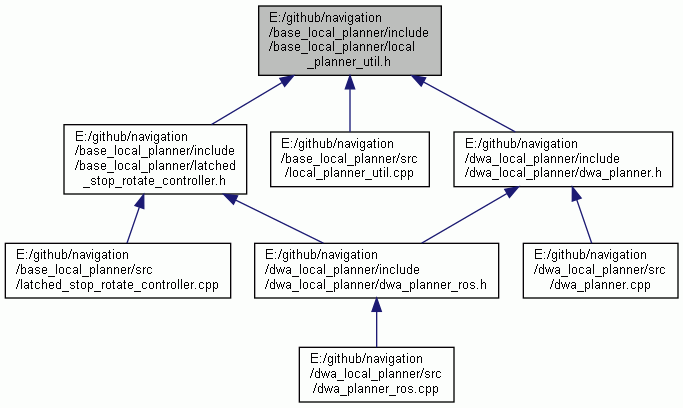 E:/github/navigation
/base_local_planner/include
/base_local_planner/local
_planner_util.h
E:/github/navigation
/base_local_planner/include
/base_local_planner/latched
_stop_rotate_controller.h
E:/github/navigation
/base_local_planner/src
/local_planner_util.cpp
E:/github/navigation
/dwa_local_planner/include
/dwa_local_planner/dwa_planner.h
E:/github/navigation
/base_local_planner/src
/latched_stop_rotate_controller.cpp
E:/github/navigation
/dwa_local_planner/include
/dwa_local_planner/dwa_planner_ros.h
E:/github/navigation
/dwa_local_planner/src
/dwa_planner.cpp
E:/github/navigation
/dwa_local_planner/src
/dwa_planner_ros.cpp